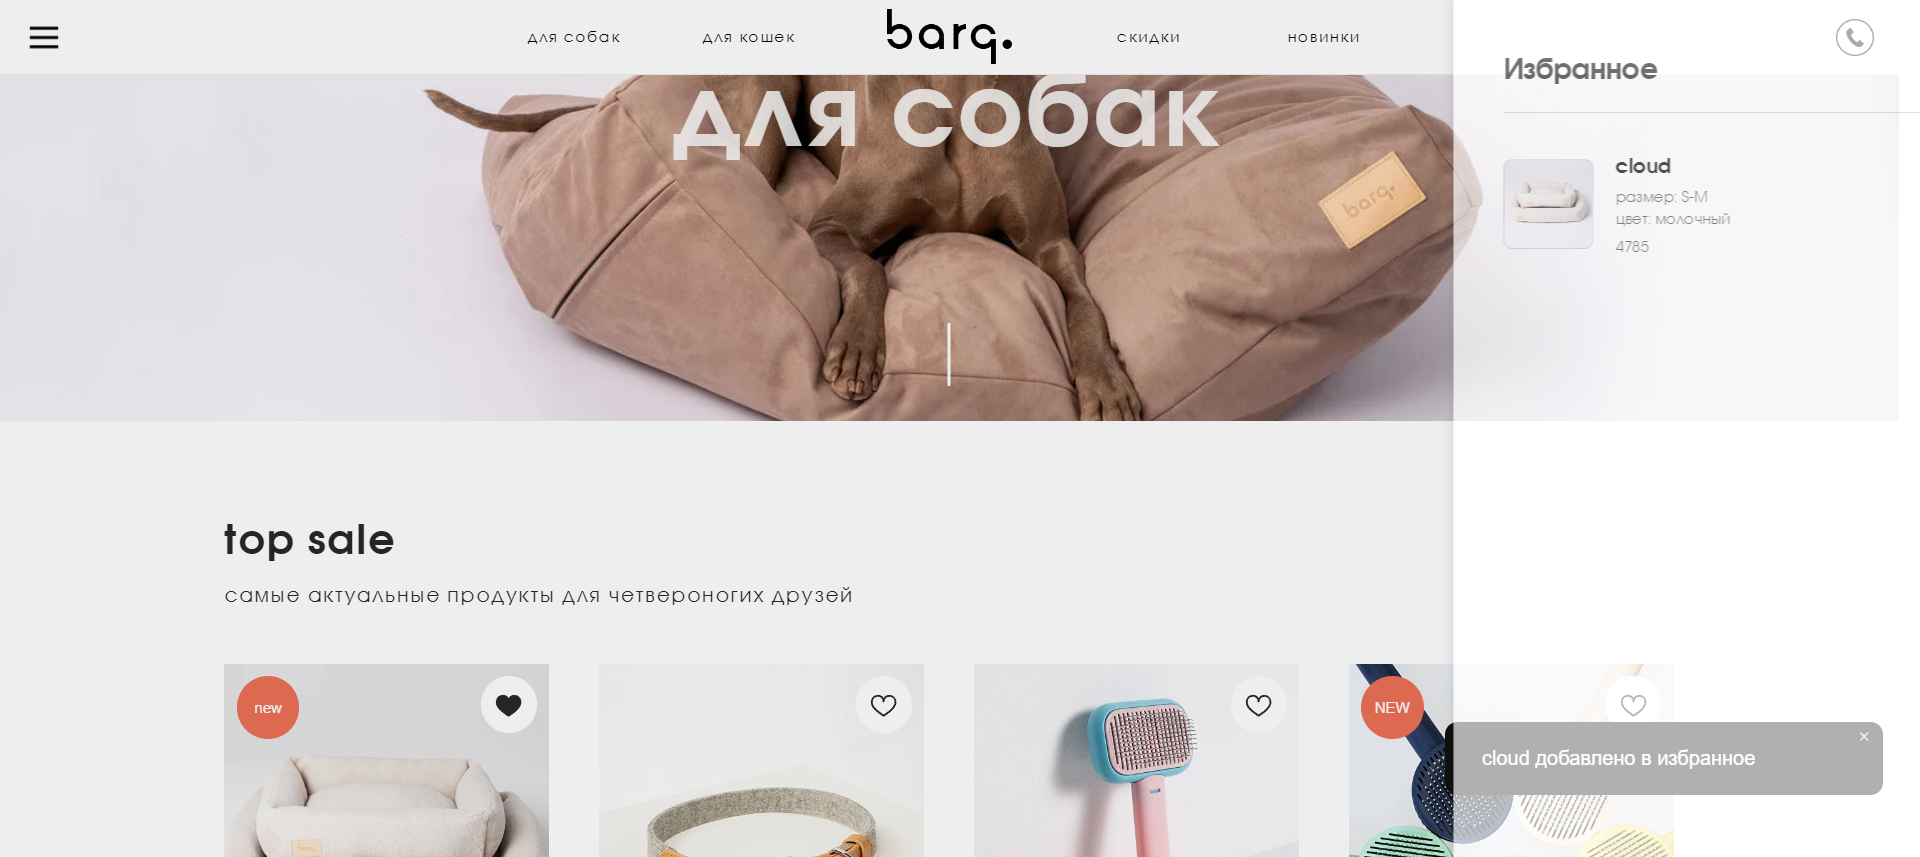 для собак
для кошек
barq.
скидки
новинки
Избранное
для собак
barq.
cloud
размер: S-M
цвет: молочный
4785
top sale
самые актуальные продукты для четвероногих друзей
new
NEW
cloud добавлено в избранное
barq.